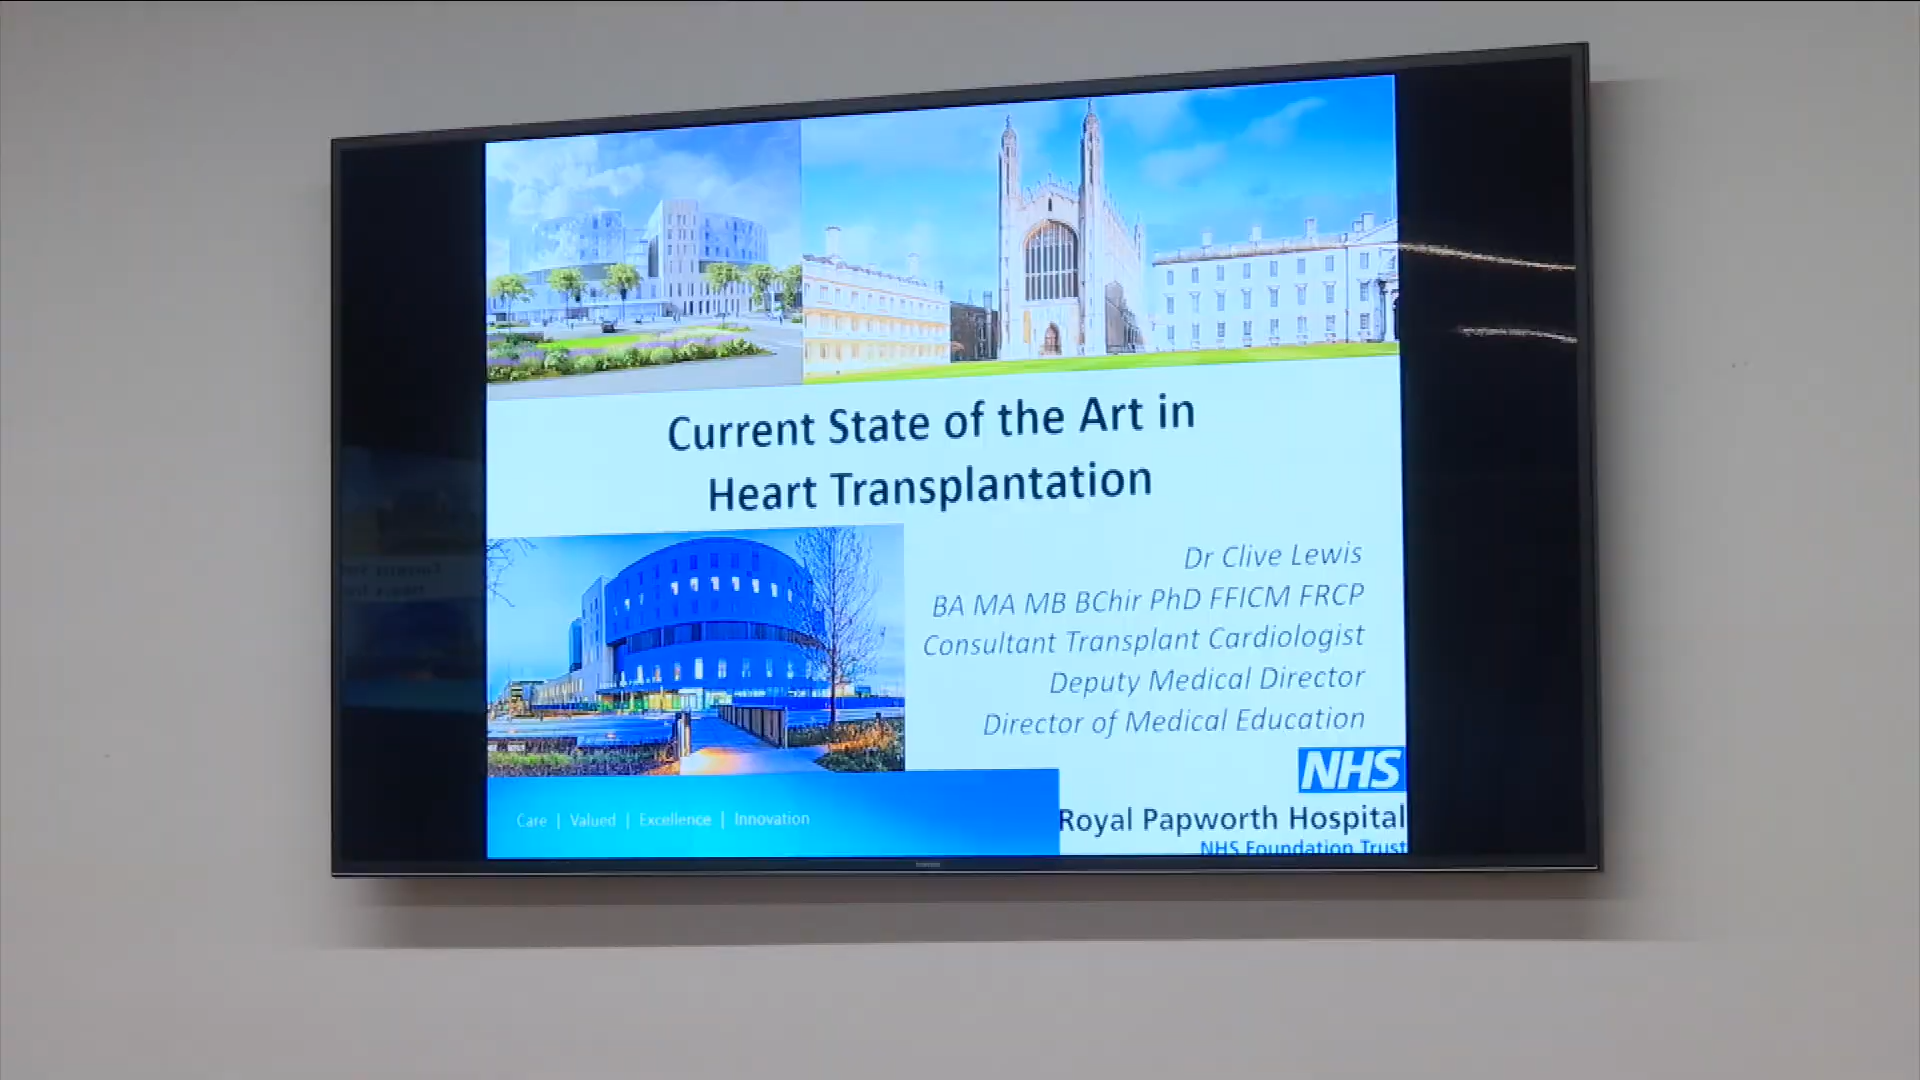 Current State of the Art in
Heart Transplantation
Dr Clive Lewis
BA MA MB BChir PhD FFICM FRCP
Consultant Transplant Cardiologist
Deputy Medical Director
Director of Medical Education
NHS
Royal Papworth Hospital
NHS Foundation Trust
Care | Valued | Excellence | Innovation